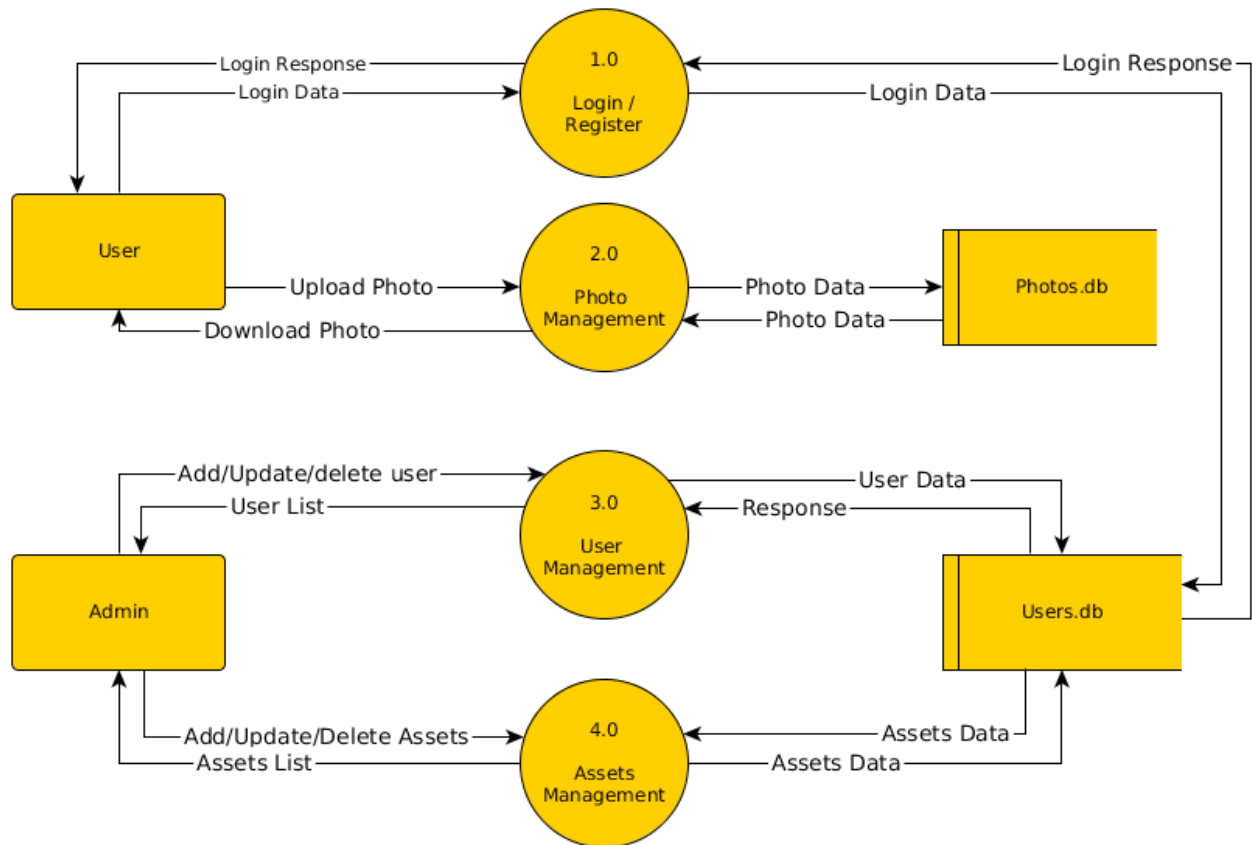 1.0
Login /
Register
Login Response
Login Data
Login Response
Login Data
User
2.0
Photo
Management
Upload Photo
Download Photo
Photo Data
Photo Data
Photos.db
Add/Update/delete user
User List
3.0
User
Management
User Data
Response
Admin
Users.db
Add/Update/Delete Assets
Assets List
4.0
Assets
Management
Assets Data
Assets Data